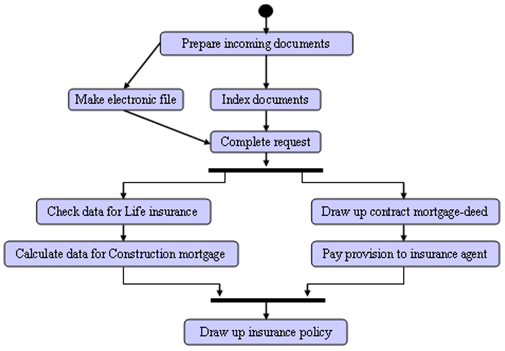 Prepare incoming documents
Make electronic file
Index documents
Complete request
Check data for Life insurance
Draw up contract mortgage-deed
Calculate data for Construction mortgage
Pay provision to insurance agent
Draw up insurance policy